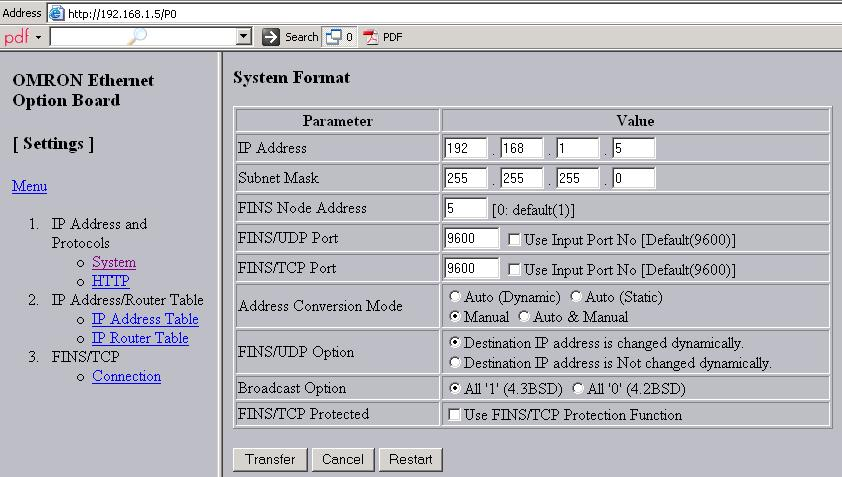 Address http://192.168.1.5/P0
pdf Search 0 PDF
OMRON Ethernet
Option Board
[ Settings ]
Menu
1. IP Address and
Protocols
System
HTTP
2. IP Address/Router Table
IP Address Table
IP Router Table
3. FINS/TCP
Connection
System Format
Parameter Value
IP Address 192 . 168 . 1 . 5
Subnet Mask 255 . 255 . 255 . 0
FINS Node Address 5 [0: default(1)]
FINS/UDP Port 9600 Use Input Port No [Default(9600)]
FINS/TCP Port 9600 Use Input Port No [Default(9600)]
Address Conversion Mode Auto (Dynamic) Auto (Static)
Manual Auto & Manual
FINS/UDP Option Destination IP address is changed dynamically.
Destination IP address is Not changed dynamically.
Broadcast Option All '1' (4.3BSD) All '0' (4.2BSD)
FINS/TCP Protected Use FINS/TCP Protection Function
Transfer Cancel Restart